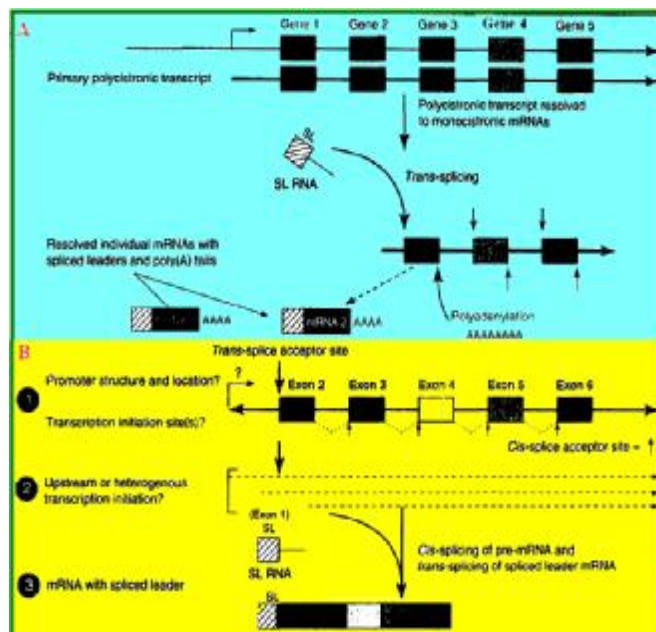 A
Gene 1 Gene 2 Gene 3 Gene 4 Gene 5
Primary polycistronic transcript
Polycistronic transcript resolved
to monocistronic mRNAs
SL
SL RNA
Trans-splicing
Resolved individual mRNAs with
spliced leaders and poly(A) tails
AAAA
mRNA 2 AAAA
Polyadenylation
AAAAAAAA
B
Trans-splice acceptor site
Promoter structure and location?
?
Exon 2 Exon 3 Exon 4 Exon 5 Exon 6
1
Transcription initiation site(s)?
Cis-splice acceptor site =
2 Upstream or heterogenous
transcription initiation?
(Exon 1)
SL
SL RNA
Cis-splicing of pre-mRNA and
trans-splicing of spliced leader mRNA
3 mRNA with spliced leader
SL